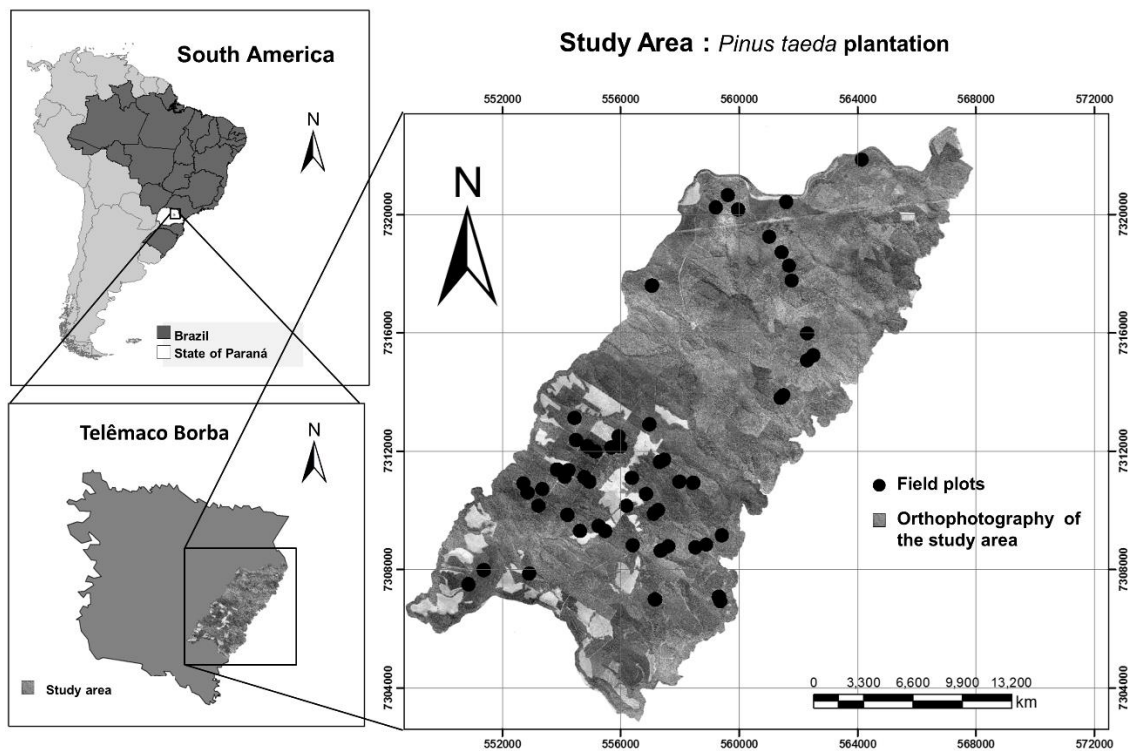 South America
N
Brazil
State of Paraná
Telêmaco Borba
N
Study area
Study Area : Pinus taeda plantation
552000 556000 560000 564000 568000 572000
N
7320000
7320000
7316000
7316000
7312000
7312000
7308000
7308000
7304000
7304000
Field plots
Orthophotography of
the study area
0 3,300 6,600 9,900 13,200
km
552000 556000 560000 564000 568000 572000